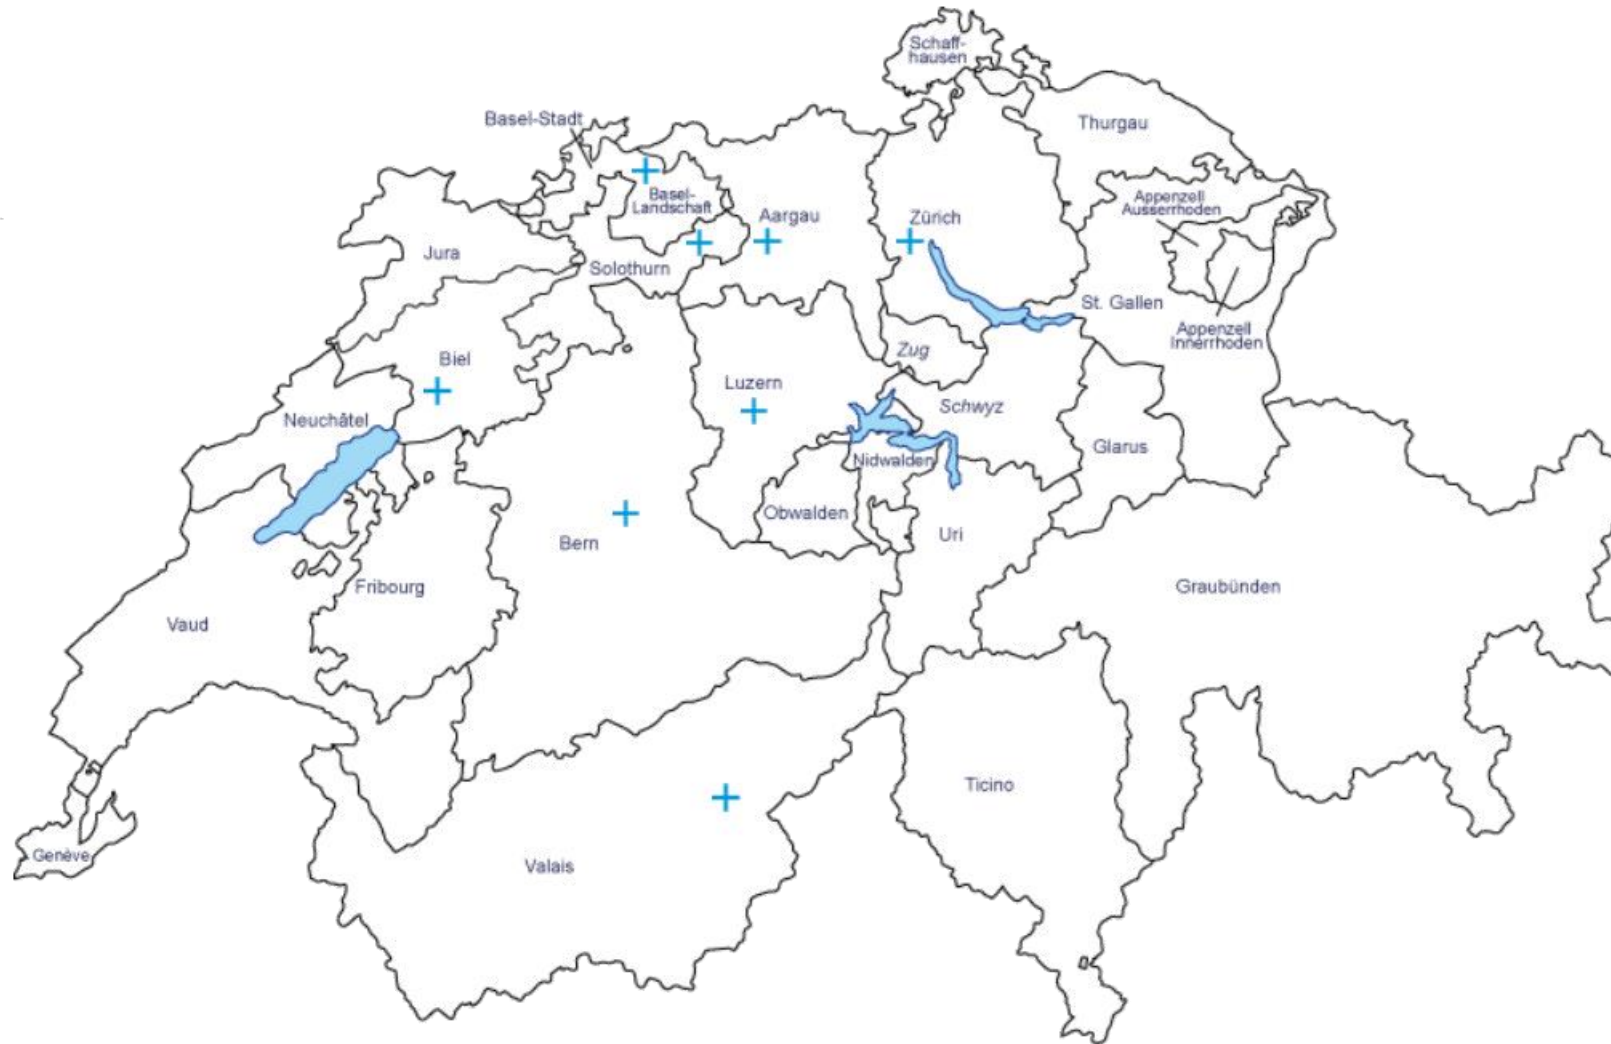 Schaff-
hausen
Basel-Stadt
Thurgau
Basel-
Landschaft
Appenzell
Ausserrhoden
Aargau
Zürich
Jura
Solothurn
St. Gallen
Appenzell
Innerrhoden
Zug
Biel
Luzern
Schwyz
Neuchâtel
Glarus
Nidwalden
Obwalden
Uri
Bern
Fribourg
Graubünden
Vaud
Ticino
Genève
Valais